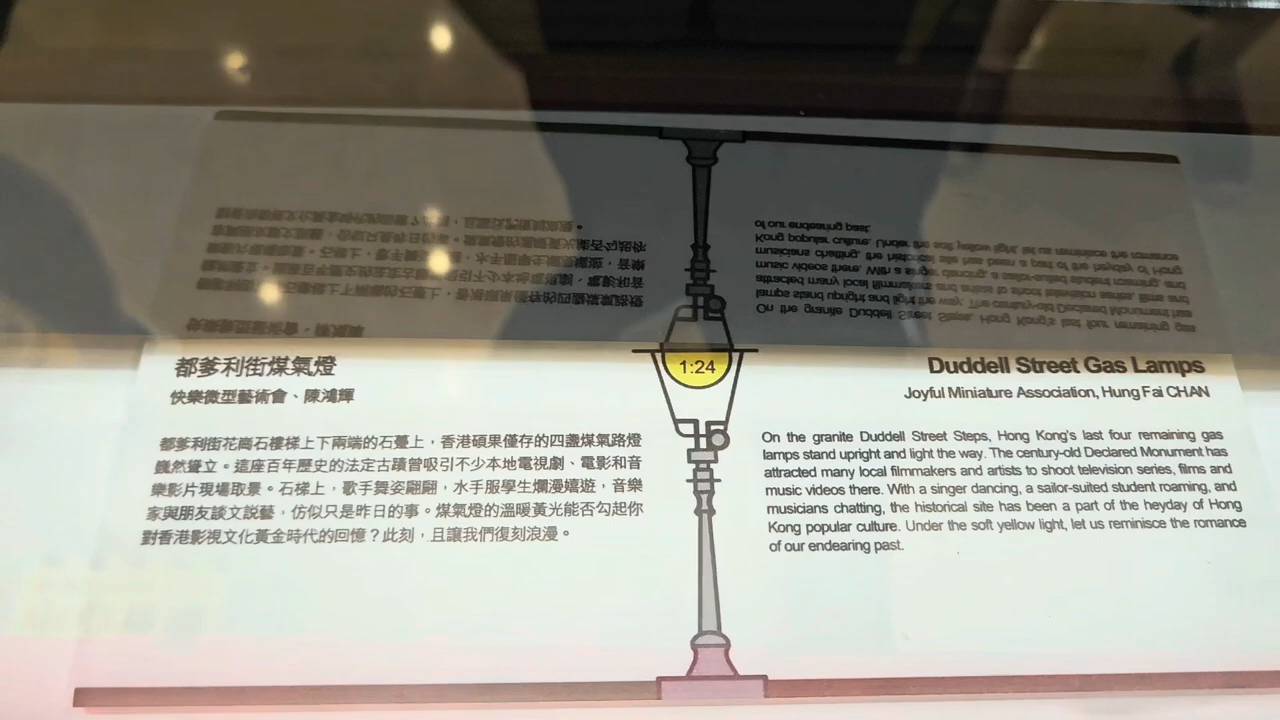 都爹利街煤氣燈
快樂微型藝術會、陳鴻輝
都爹利街花崗石樓梯上下兩端的石躉上，香港碩果僅存的四盞煤氣路燈
巍然聳立。這座百年歷史的法定古蹟曾吸引不少本地電視劇、電影和音
樂影片現場取景。石梯上，歌手舞姿翩翩，水手服學生爛漫嬉遊，音樂
家與朋友談文説藝，仿似只是昨日的事。煤氣燈的溫暖黃光能否勾起你
對香港影視文化黃金時代的回憶？此刻，且讓我們復刻浪漫。
1:24
Duddell Street Gas Lamps
Joyful Miniature Association, Hung Fai CHAN
On the granite Duddell Street Steps, Hong Kong's last four remaining gas
lamps stand upright and light the way. The century-old Declared Monument has
attracted many local filmmakers and artists to shoot television series, films and
music videos there. With a singer dancing, a sailor-suited student roaming, and
musicians chatting, the historical site has been a part of the heyday of Hong
Kong popular culture. Under the soft yellow light, let us reminisce the romance
of our endearing past.